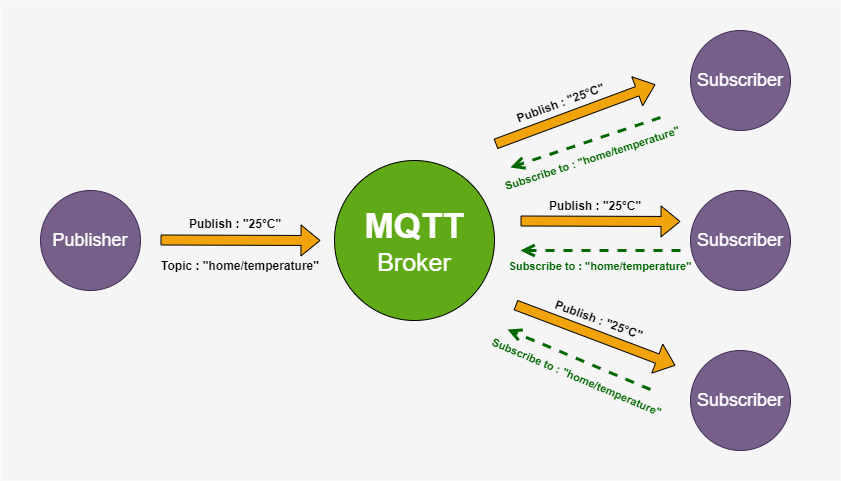 Publisher
Publish : "25°C"
Topic : "home/temperature"
MQTT
Broker
Publish : "25°C"
Subscribe to : "home/temperature"
Subscriber
Publish : "25°C"
Subscribe to : "home/temperature"
Subscriber
Publish : "25°C"
Subscribe to : "home/temperature"
Subscriber